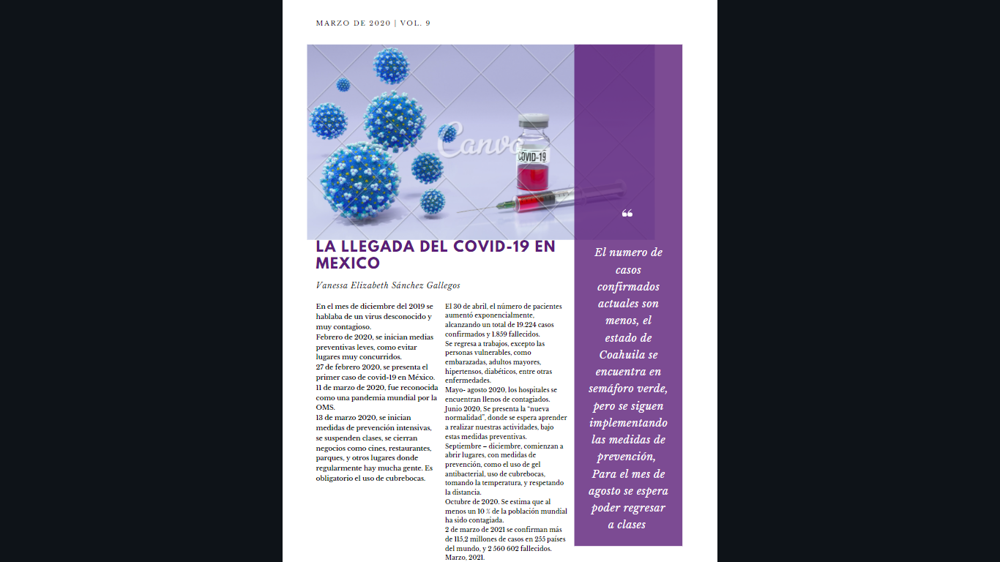 MARZO DE 2020 | VOL. 9
Canva
COVID-19
LA LLEGADA DEL COVID-19 EN
MEXICO
Vanessa Elizabeth Sánchez Gallegos
En el mes de diciembre del 2019 se
hablaba de un virus desconocido y
muy contagioso.
Febrero de 2020, se inician medias
preventivas leves, como evitar
lugares muy concurridos.
27 de febrero 2020, se presenta el
primer caso de covid-19 en México.
11 de marzo de 2020, fue reconocida
como una pandemia mundial por la
OMS.
13 de marzo 2020, se inician
medidas de prevención intensivas,
se suspenden clases, se cierran
negocios como cines, restaurantes,
parques, y otros lugares donde
regularmente hay mucha gente. Es
obligatorio el uso de cubrebocas.
El 30 de abril, el número de pacientes
aumentó exponencialmente,
alcanzando un total de 19.224 casos
confirmados y 1.859 fallecidos.
Se regresa a trabajos, excepto las
personas vulnerables, como
embarazadas, adultos mayores,
hipertensos, diabéticos, entre otras
enfermedades.
Mayo- agosto 2020, los hospitales se
encuentran llenos de contagiados.
Junio 2020, Se presenta la “nueva
normalidad”, donde se espera aprender
a realizar nuestras actividades, bajo
estas medidas preventivas.
Septiembre – diciembre, comienzan a
abrir lugares, con medidas de
prevención, como el uso de gel
antibacterial, uso de cubrebocas,
tomando la temperatura, y respetando
la distancia.
Octubre de 2020. Se estima que al
menos un 10 % de la población mundial
ha sido contagiada.
2 de marzo de 2021 se confirman más
de 115,2 millones de casos en 255 países
del mundo, y 2 560 602 fallecidos.
Marzo, 2021.
“
El numero de
casos
confirmados
actuales son
menos, el
estado de
Coahuila se
encuentra en
semáforo verde,
pero se siguen
implementando
las medidas de
prevención,
Para el mes de
agosto se espera
poder regresar
a clases